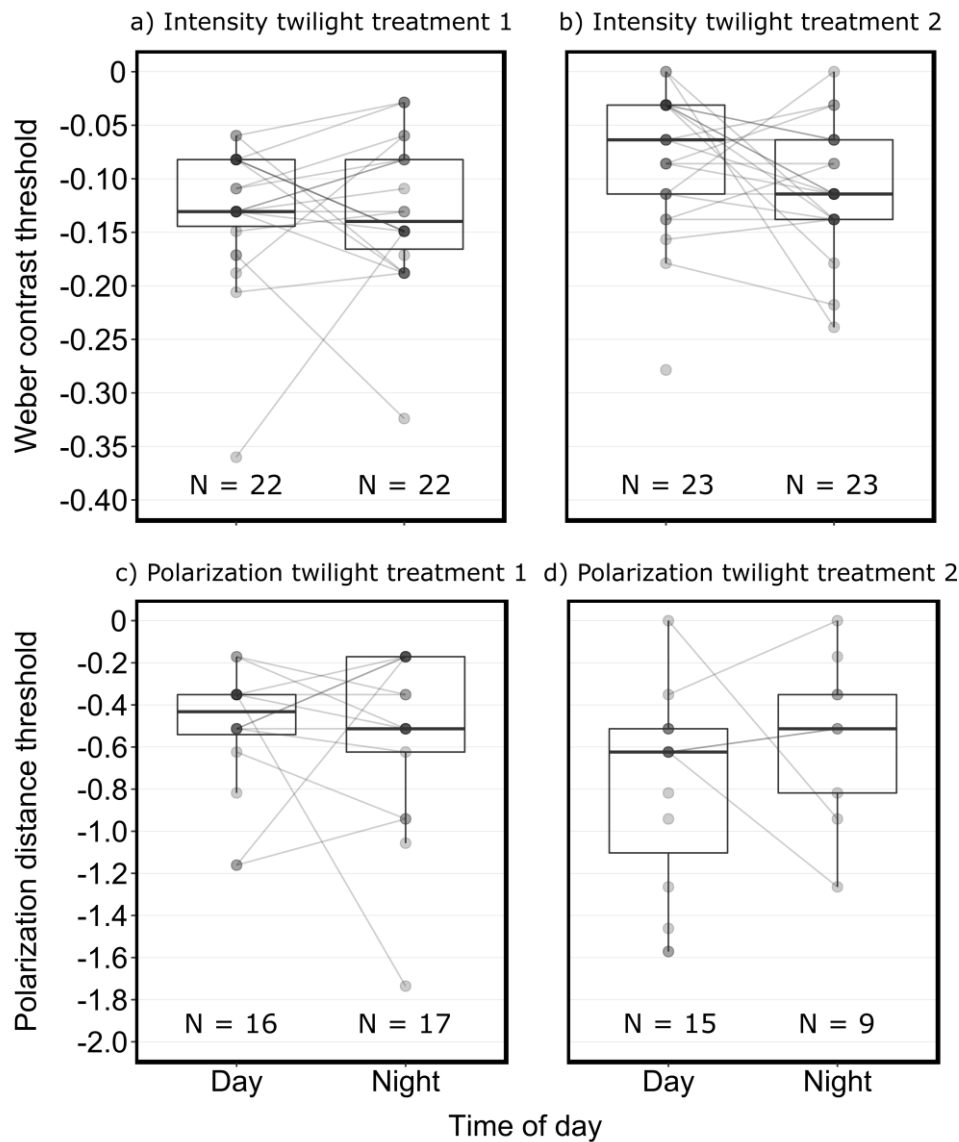 a) Intensity twilight treatment 1
b) Intensity twilight treatment 2
Weber contrast threshold
0
-0.05
-0.10
-0.15
-0.20
-0.25
-0.30
-0.35
-0.40
N = 22
N = 22
N = 23
N = 23
c) Polarization twilight treatment 1
d) Polarization twilight treatment 2
Polarization distance threshold
0
-0.2
-0.4
-0.6
-0.8
-1.0
-1.2
-1.4
-1.6
-1.8
-2.0
N = 16
N = 17
N = 15
N = 9
Day
Night
Day
Night
Time of day